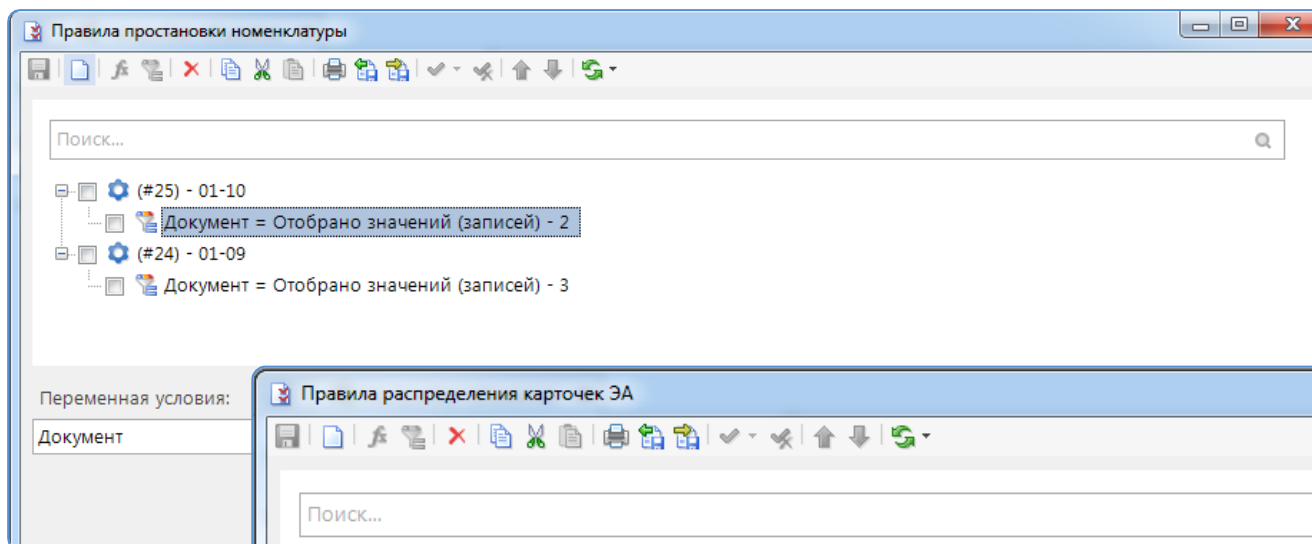 Правила простановки номенклатуры
Поиск...
(#25) - 01-10
Документ = Отобрано значений (записей) - 2
(#24) - 01-09
Документ = Отобрано значений (записей) - 3
Переменная условия:
Документ
Правила распределения карточек ЭА
Поиск...